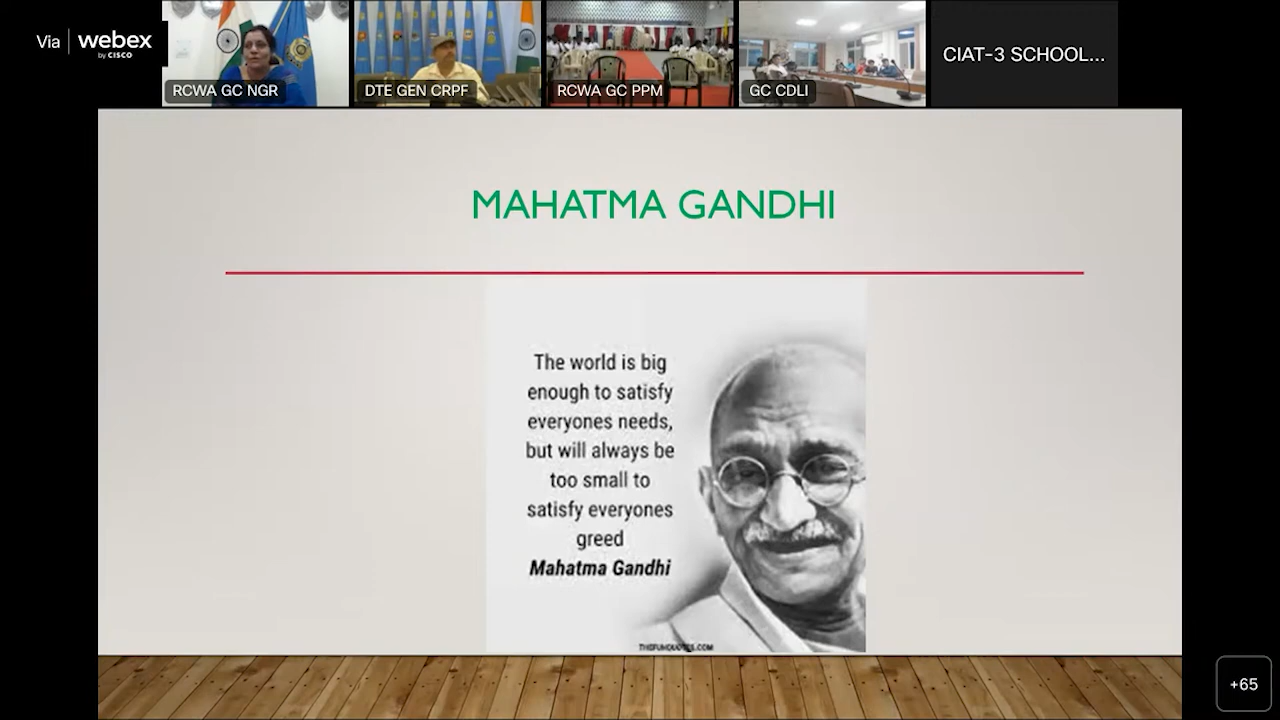 Via webex
by CISCO
RCWA GC NGR
DTE GEN CRPF
RCWA GC PPM
GC CDLI
CIAT-3 SCHOOL...
MAHATMA GANDHI
The world is big
enough to satisfy
everyones needs,
but will always be
too small to
satisfy everyones
greed
Mahatma Gandhi
THEFUNQUOTES.COM
+65